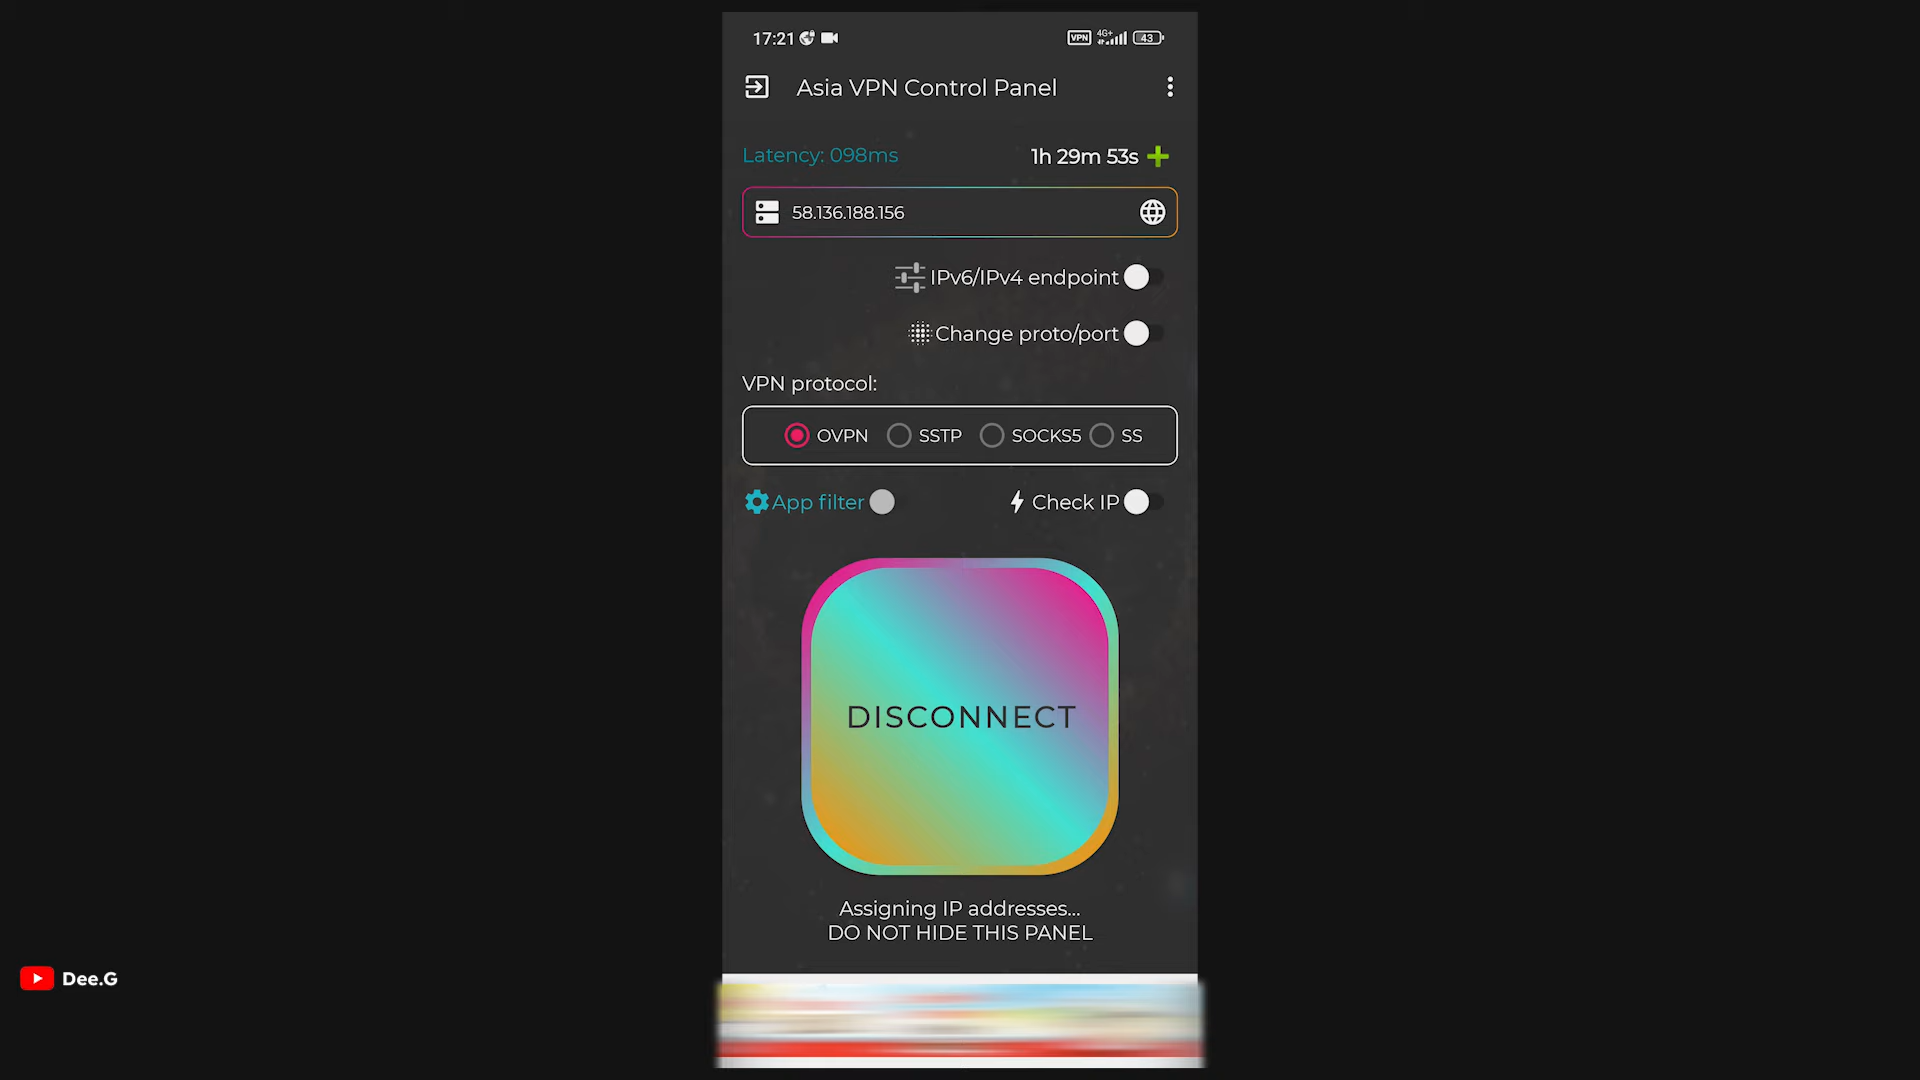 17:21 VPN 4G+ 43
Asia VPN Control Panel
Latency: 098ms 1h 29m 53s
58.136.188.156
IPv6/IPv4 endpoint
Change proto/port
VPN protocol:
OVPN SSTP SOCKS5 SS
App filter Check IP
DISCONNECT
Assigning IP addresses...
DO NOT HIDE THIS PANEL
Dee.G